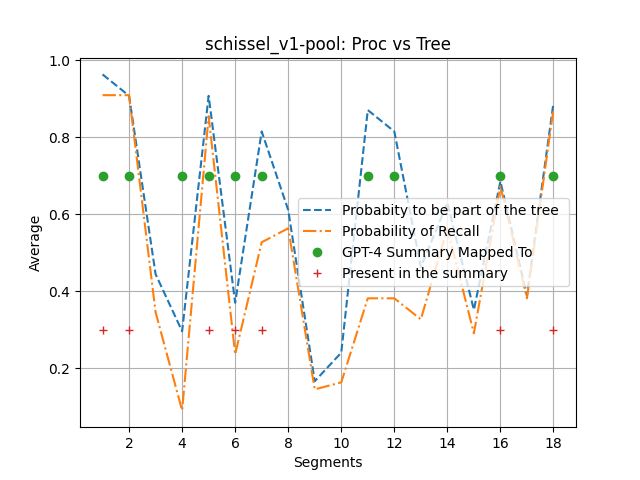 schissel_v1-pool: Proc vs Tree
1.0
0.8
0.6
0.4
0.2
Average
Probabity to be part of the tree
Probability of Recall
GPT-4 Summary Mapped To
Present in the summary
2 4 6 8 10 12 14 16 18
Segments